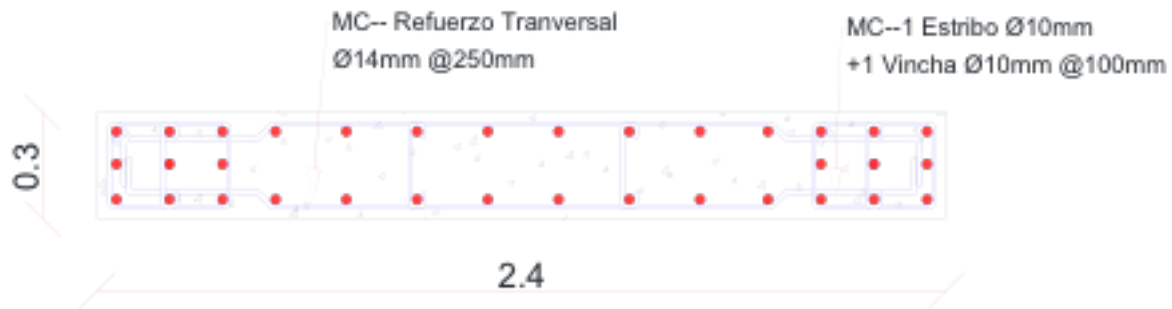 MC-- Refuerzo Tranversal
Ø14mm @250mm
MC--1 Estribo Ø10mm
+1 Vincha Ø10mm @100mm
0.3
2.4